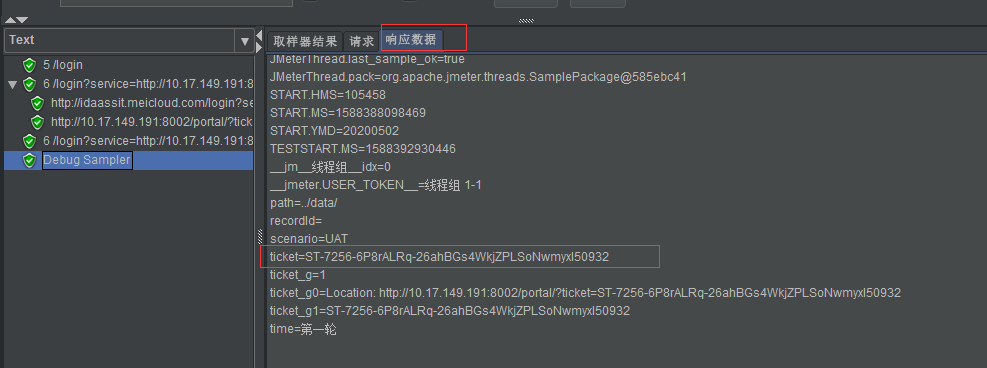 Text
取样器结果 请求 响应数据
5 /login
6 /login?service=http://10.17.149.191:8
http://idaassit.meicloud.com/login?se
http://10.17.149.191:8002/portal/?tick
6 /login?service=http://10.17.149.191:8
Debug Sampler
JMeterThread.last_sample_ok=true
JMeterThread.pack=org.apache.jmeter.threads.SamplePackage@585ebc41
START.HMS=105458
START.MS=1588388098469
START.YMD=20200502
TESTSTART.MS=1588392930446
__jm__线程组__idx=0
__jmeter.USER_TOKEN__=线程组 1-1
path=../data/
recordId=
scenario=UAT
ticket=ST-7256-6P8rALRq-26ahBGs4WkjZPLSoNwmyxI50932
ticket_g=1
ticket_g0=Location: http://10.17.149.191:8002/portal/?ticket=ST-7256-6P8rALRq-26ahBGs4WkjZPLSoNwmyxI50932
ticket_g1=ST-7256-6P8rALRq-26ahBGs4WkjZPLSoNwmyxI50932
time=第一轮